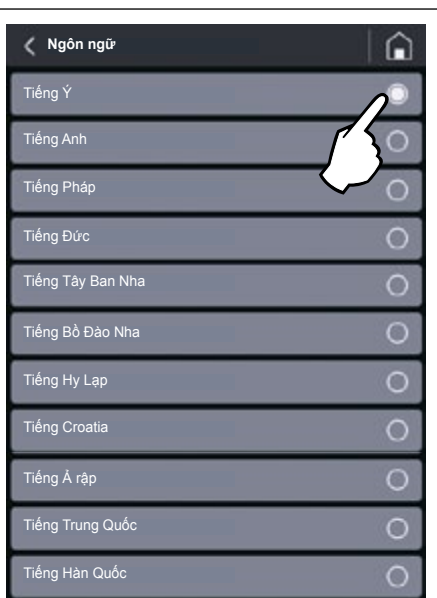 Ngôn ngữ
Tiếng Ý
Tiếng Anh
Tiếng Pháp
Tiếng Đức
Tiếng Tây Ban Nha
Tiếng Bồ Đào Nha
Tiếng Hy Lạp
Tiếng Croatia
Tiếng Ả rập
Tiếng Trung Quốc
Tiếng Hàn Quốc